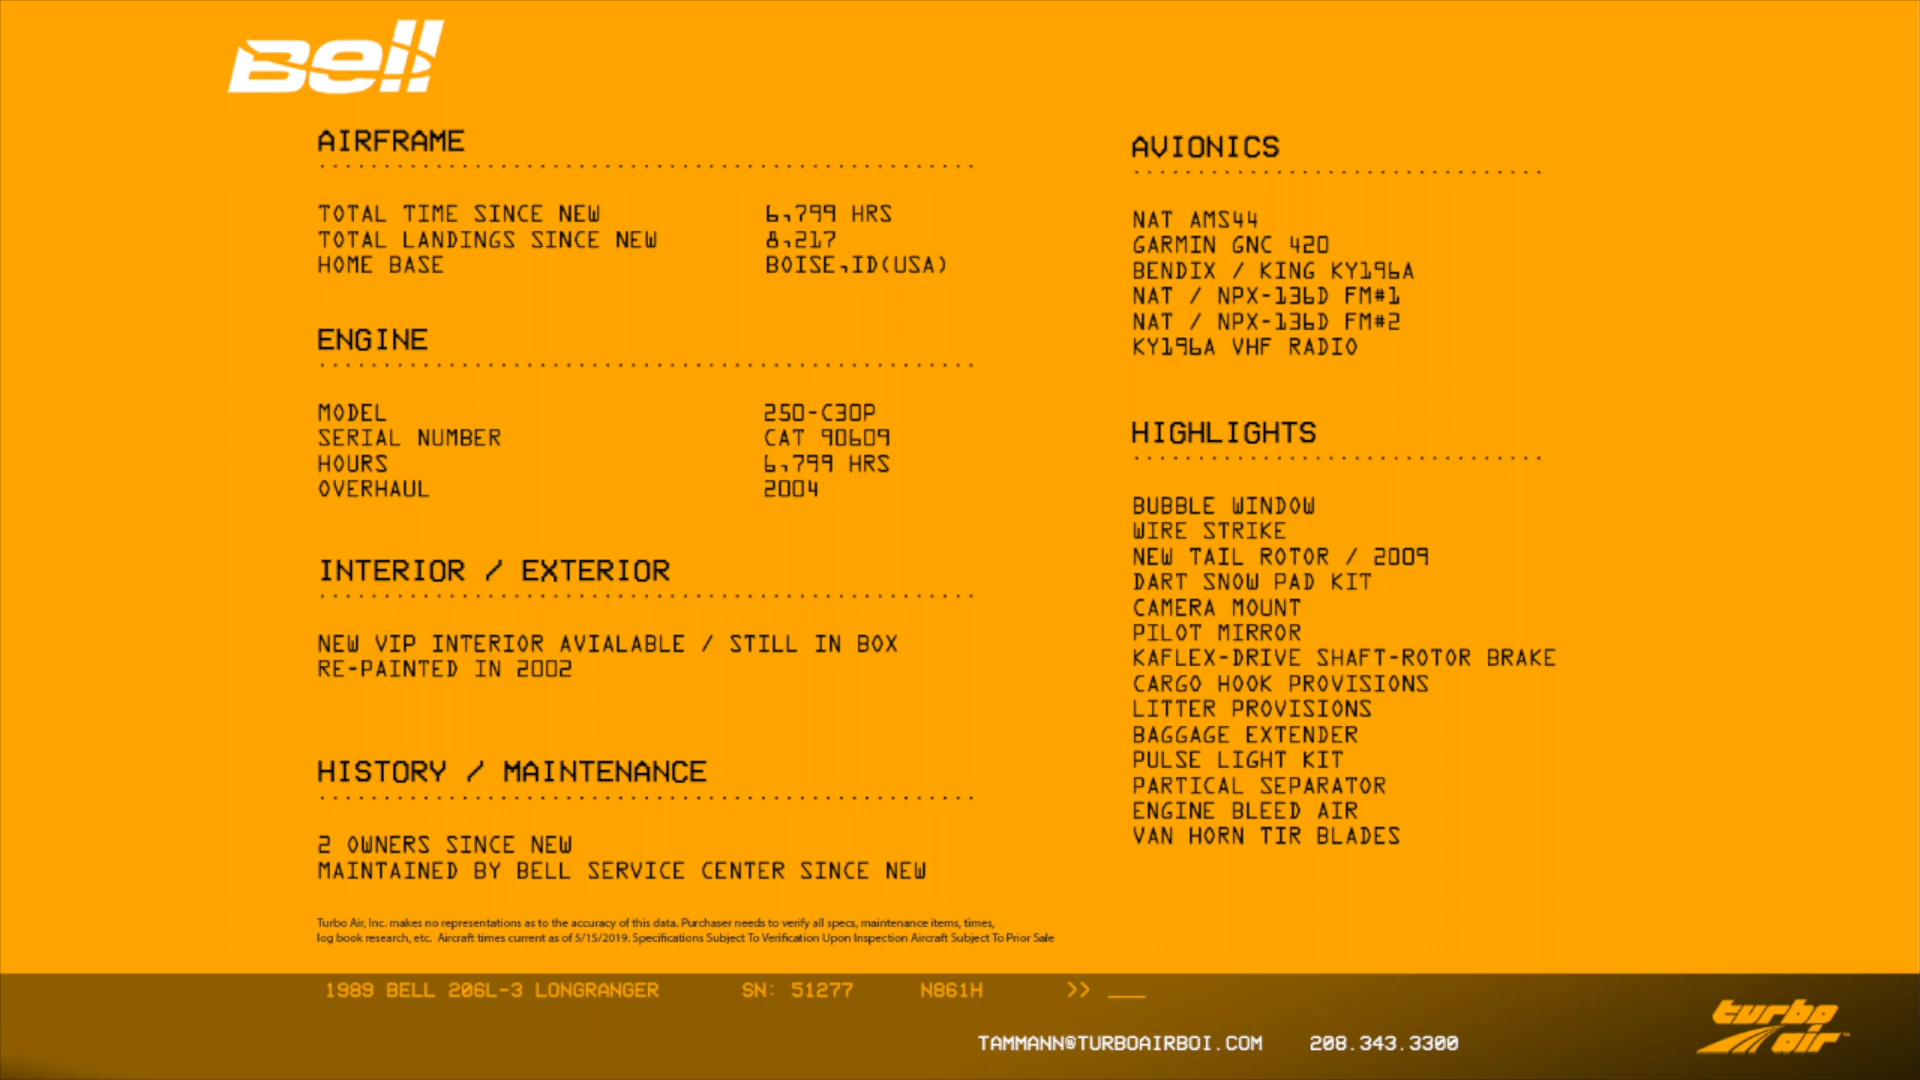 Bell
AIRFRAME
TOTAL TIME SINCE NEW 6,799 HRS
TOTAL LANDINGS SINCE NEW 8,217
HOME BASE BOISE,ID(USA)
ENGINE
MODEL 250-C30P
SERIAL NUMBER CAT 90609
HOURS 6,799 HRS
OVERHAUL 2004
INTERIOR / EXTERIOR
NEW VIP INTERIOR AVIALABLE / STILL IN BOX
RE-PAINTED IN 2002
HISTORY / MAINTENANCE
2 OWNERS SINCE NEW
MAINTAINED BY BELL SERVICE CENTER SINCE NEW
Turbo Air, Inc. makes no representations as to the accuracy of this data. Purchaser needs to verify all specs, maintenance items, times,
log book research, etc. Aircraft times current as of 5/15/2019. Specifications Subject To Verification Upon Inspection Aircraft Subject To Prior Sale
AVIONICS
NAT AMS44
GARMIN GNC 420
BENDIX / KING KY196A
NAT / NPX-136D FM#1
NAT / NPX-136D FM#2
KY196A VHF RADIO
HIGHLIGHTS
BUBBLE WINDOW
WIRE STRIKE
NEW TAIL ROTOR / 2009
DART SNOW PAD KIT
CAMERA MOUNT
PILOT MIRROR
KAFLEX-DRIVE SHAFT-ROTOR BRAKE
CARGO HOOK PROVISIONS
LITTER PROVISIONS
BAGGAGE EXTENDER
PULSE LIGHT KIT
PARTICAL SEPARATOR
ENGINE BLEED AIR
VAN HORN TIR BLADES
1989 BELL 206L-3 LONGRANGER SN: 51277 N861H >> ___
TAMMANN@TURBOAIRBOI.COM 208.343.3300
turbo
air™